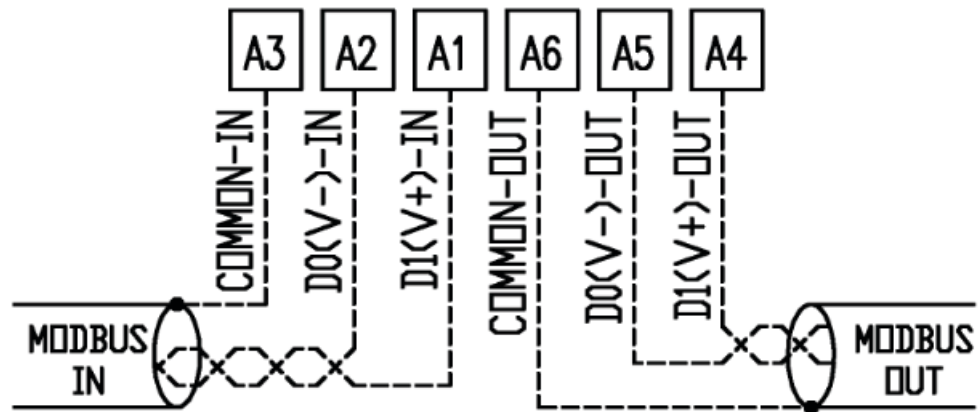 A3 A2 A1 A6 A5 A4
COMMON-IN
D0(V-)-IN
D1(V+)-IN
COMMON-OUT
D0(V-)-OUT
D1(V+)-OUT
MODBUS
IN
MODBUS
OUT